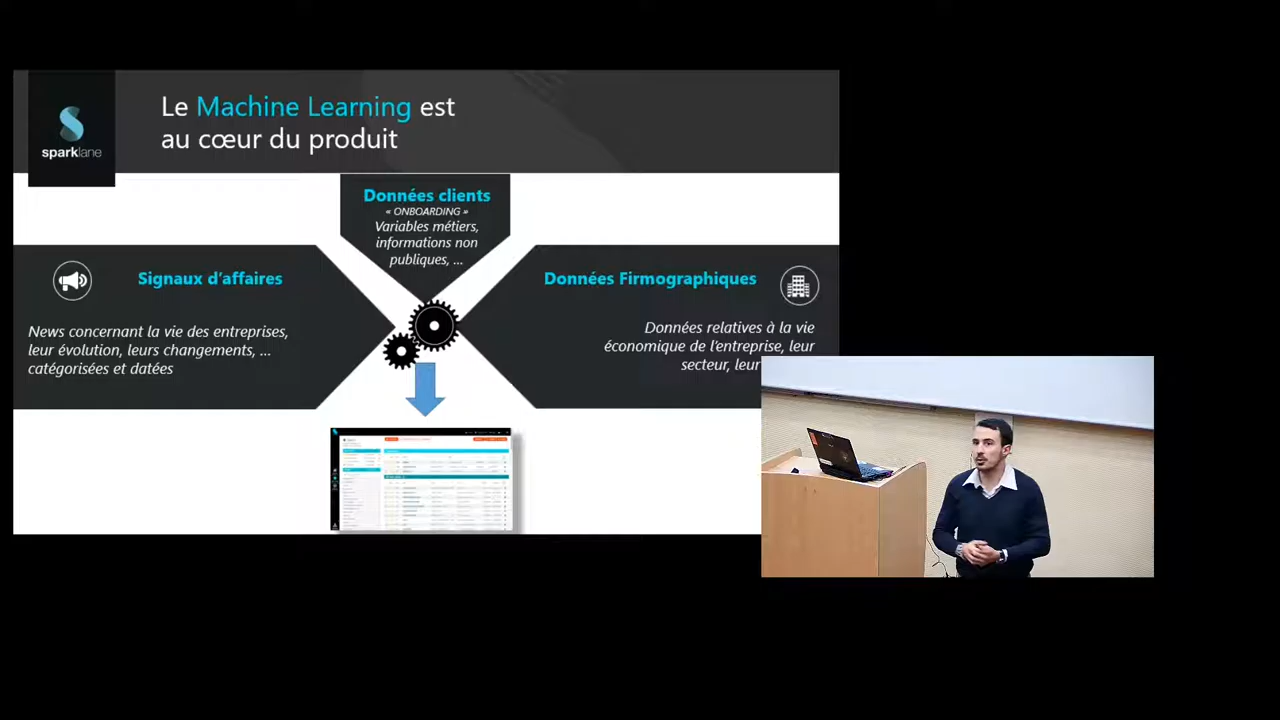 Le Machine Learning est
au cœur du produit
sparklane
Données clients
« ONBOARDING »
Variables métiers,
informations non
publiques, ...
Signaux d'affaires
News concernant la vie des entreprises,
leur évolution, leurs changements, ...
catégorisées et datées
Données Firmographiques
Données relatives à la vie
économique de l'entreprise, leur
secteur, leur